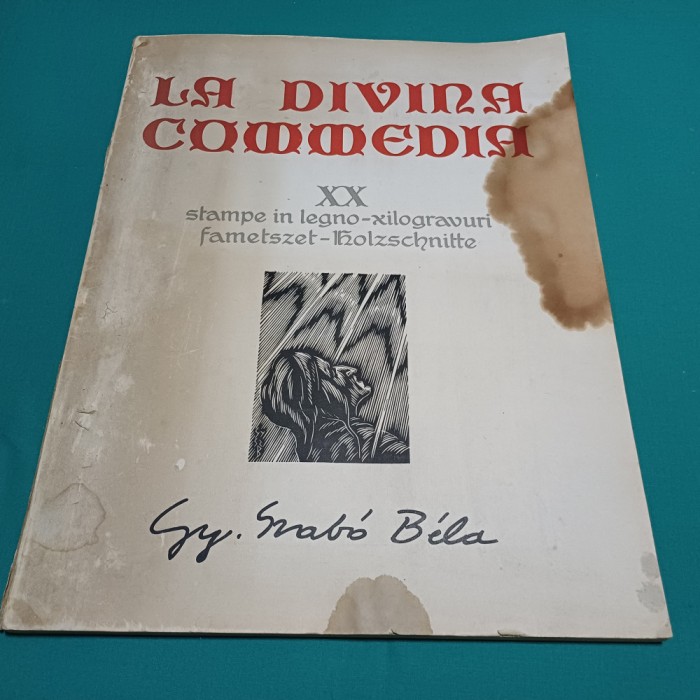 LA DIVINA
COMMEDIA
XX
stampe in legno-xilogravuri
fametszet-Holzschnitte
Gy. Szabó Béla